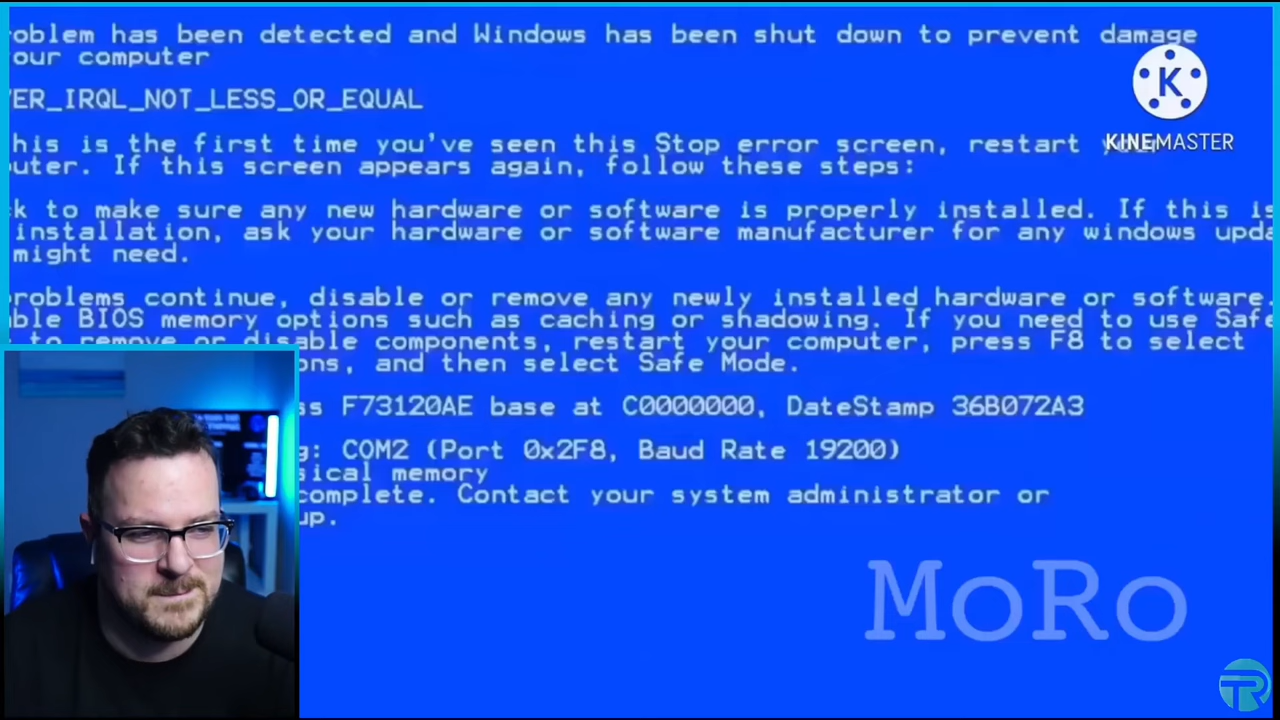 oblem has been detected and Windows has been shut down to prevent damage
our computer
VER_IRQL_NOT_LESS_OR_EQUAL
his is the first time you've seen this Stop error screen, restart your
uter. If this screen appears again, follow these steps:
k to make sure any new hardware or software is properly installed. If this is
installation, ask your hardware or software manufacturer for any windows upda
might need.
roblems continue, disable or remove any newly installed hardware or software.
ble BIOS memory options such as caching or shadowing. If you need to use Safe
to remove or disable components, restart your computer, press F8 to select
ons, and then select Safe Mode.
ss F73120AE base at C0000000, DateStamp 36B072A3
g: COM2 (Port 0x2F8, Baud Rate 19200)
sical memory
complete. Contact your system administrator or
up.
K
KINEMASTER
MoRo
TR